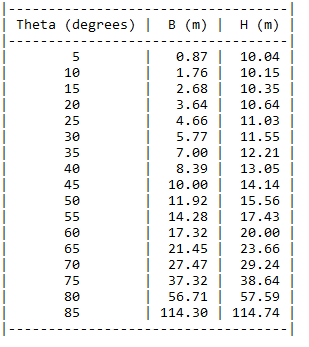 |-----------------------------------|
| Theta (degrees) |  B (m) |  H (m) |
|-----------------------------------|
|        5        |   0.87 |  10.04 |
|       10        |   1.76 |  10.15 |
|       15        |   2.68 |  10.35 |
|       20        |   3.64 |  10.64 |
|       25        |   4.66 |  11.03 |
|       30        |   5.77 |  11.55 |
|       35        |   7.00 |  12.21 |
|       40        |   8.39 |  13.05 |
|       45        |  10.00 |  14.14 |
|       50        |  11.92 |  15.56 |
|       55        |  14.28 |  17.43 |
|       60        |  17.32 |  20.00 |
|       65        |  21.45 |  23.66 |
|       70        |  27.47 |  29.24 |
|       75        |  37.32 |  38.64 |
|       80        |  56.71 |  57.59 |
|       85        | 114.30 | 114.74 |
|-----------------------------------|